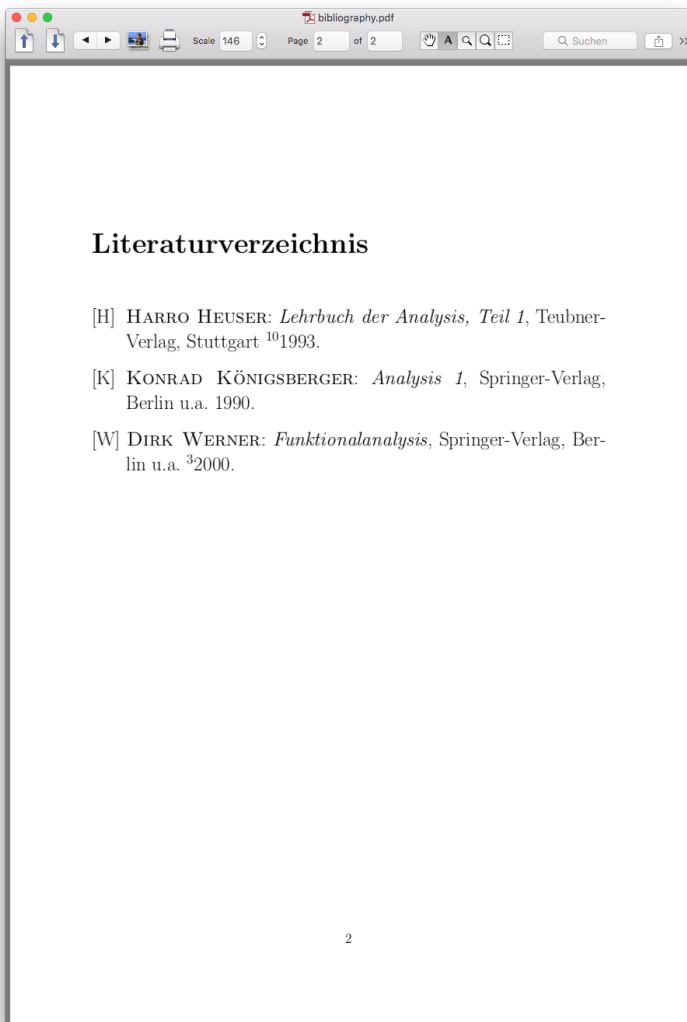 bibliography.pdf
Scale 146 Page 2 of 2 A Suchen
Literaturverzeichnis
[H] HARRO HEUSER: Lehrbuch der Analysis, Teil 1, Teubner-
Verlag, Stuttgart ¹⁰1993.
[K] KONRAD KÖNIGSBERGER: Analysis 1, Springer-Verlag,
Berlin u.a. 1990.
[W] DIRK WERNER: Funktionalanalysis, Springer-Verlag, Ber-
lin u.a. ³2000.
2